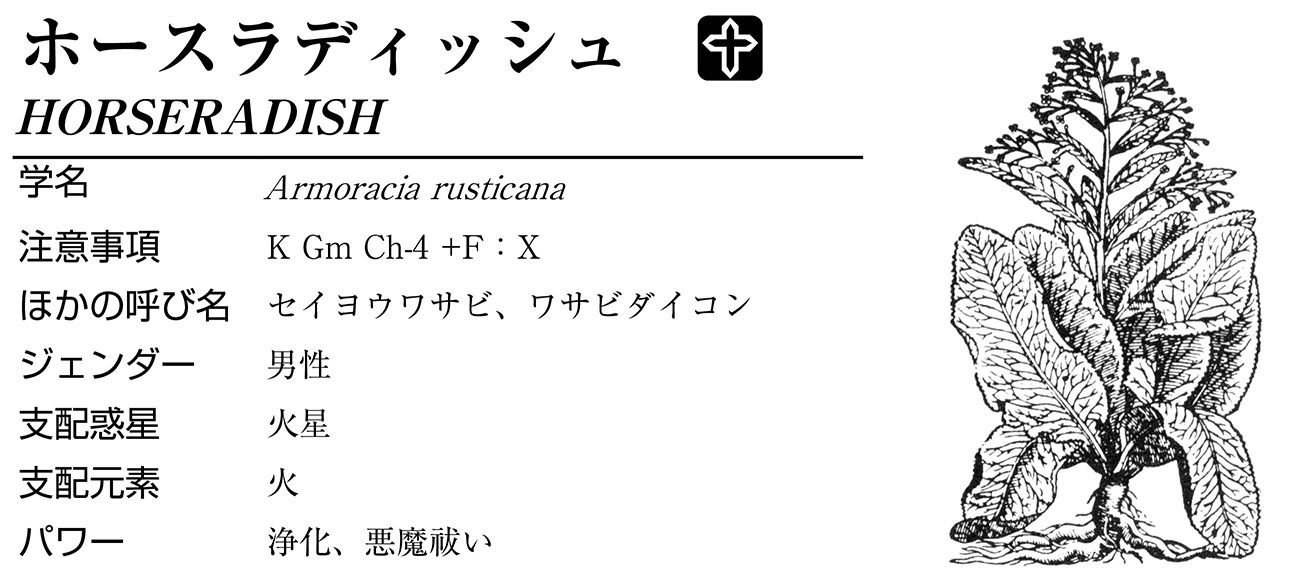 ホースラディッシュ
HORSERADISH
学名 Armoracia rusticana
注意事項 K Gm Ch-4 +F：X
ほかの呼び名 セイヨウワサビ、ワサビダイコン
ジェンダー 男性
支配惑星 火星
支配元素 火
パワー 浄化、悪魔祓い